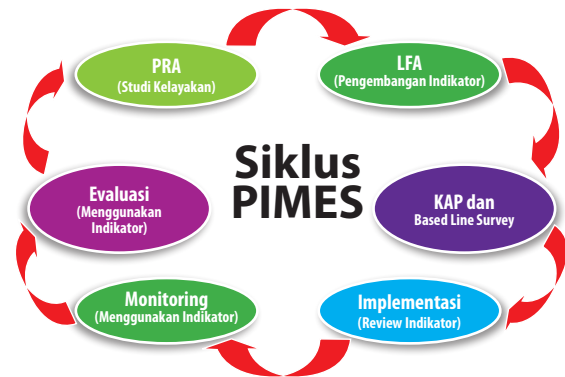 PRA
(Studi Kelayakan)
LFA
(Pengembangan Indikator)
Siklus
PIMES
Evaluasi
(Menggunakan
Indikator)
KAP dan
Based Line Survey
Monitoring
(Menggunakan Indikator)
Implementasi
(Review Indikator)